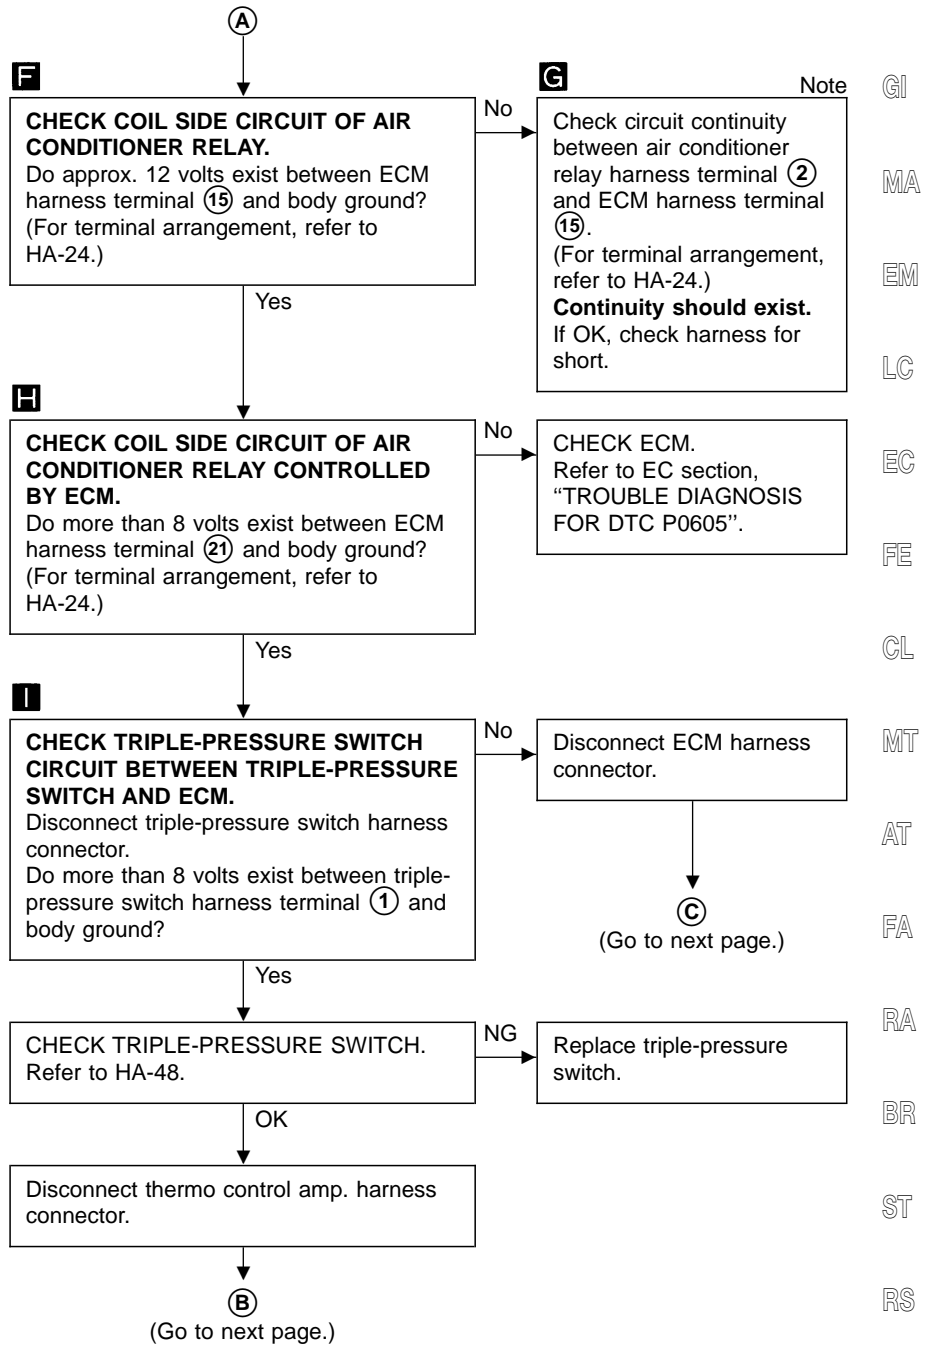 A
F
CHECK COIL SIDE CIRCUIT OF AIR
CONDITIONER RELAY.
Do approx. 12 volts exist between ECM
harness terminal 15 and body ground?
(For terminal arrangement, refer to
HA-24.)
No
G
Note
Check circuit continuity
between air conditioner
relay harness terminal 2
and ECM harness terminal
15.
(For terminal arrangement,
refer to HA-24.)
Continuity should exist.
If OK, check harness for
short.
Yes
H
CHECK COIL SIDE CIRCUIT OF AIR
CONDITIONER RELAY CONTROLLED
BY ECM.
Do more than 8 volts exist between ECM
harness terminal 21 and body ground?
(For terminal arrangement, refer to
HA-24.)
No
CHECK ECM.
Refer to EC section,
“TROUBLE DIAGNOSIS
FOR DTC P0605”.
Yes
I
CHECK TRIPLE-PRESSURE SWITCH
CIRCUIT BETWEEN TRIPLE-PRESSURE
SWITCH AND ECM.
Disconnect triple-pressure switch harness
connector.
Do more than 8 volts exist between triple-
pressure switch harness terminal 1 and
body ground?
No
Disconnect ECM harness
connector.
C
(Go to next page.)
Yes
CHECK TRIPLE-PRESSURE SWITCH.
Refer to HA-48.
NG
Replace triple-pressure
switch.
OK
Disconnect thermo control amp. harness
connector.
B
(Go to next page.)
GI
MA
EM
LC
EC
FE
CL
MT
AT
FA
RA
BR
ST
RS